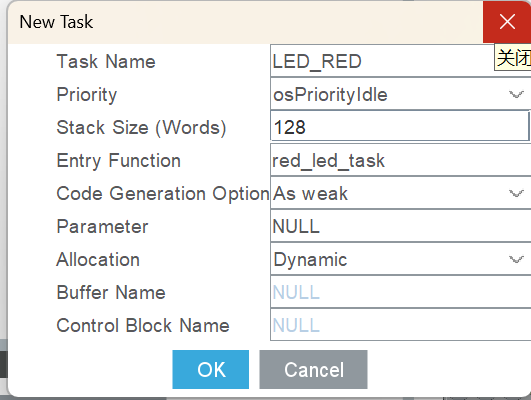 New Task
关闭
Task Name LED_RED
Priority osPriorityIdle
Stack Size (Words) 128
Entry Function red_led_task
Code Generation Option As weak
Parameter NULL
Allocation Dynamic
Buffer Name NULL
Control Block Name NULL
OK Cancel